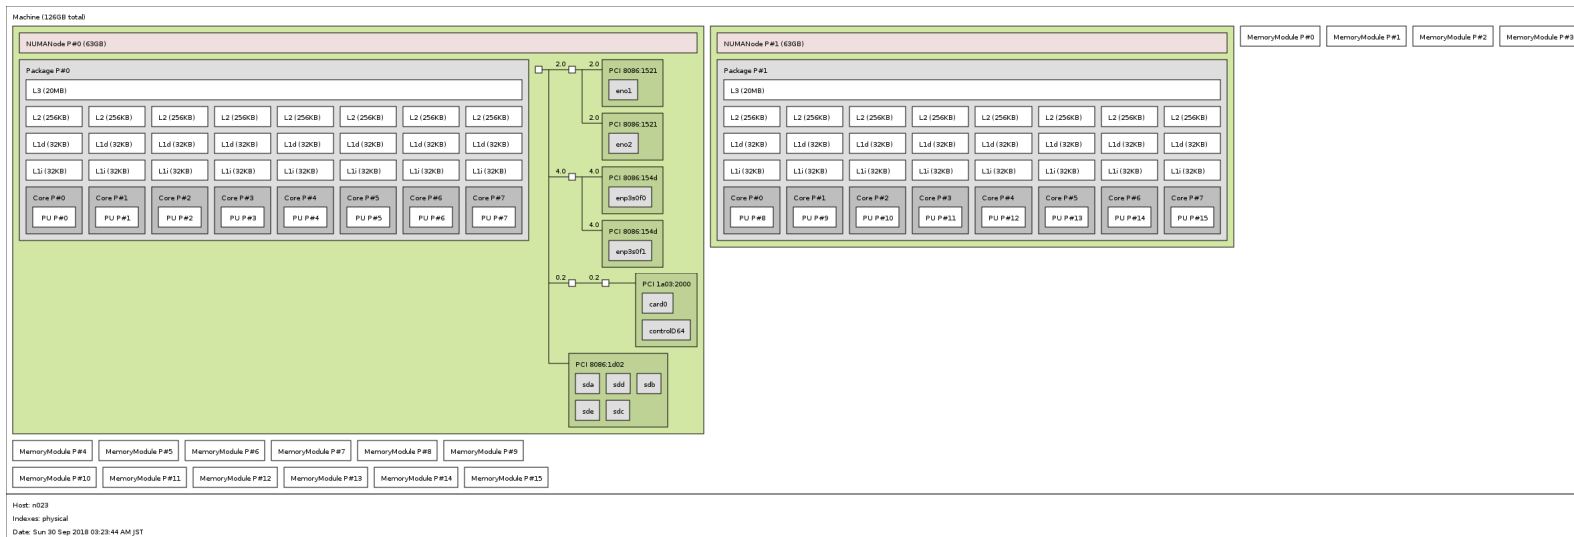 Machine (126GB total)
NUMANode P#0 (63GB)
Package P#0
L3 (20MB)
L2 (256KB) L2 (256KB) L2 (256KB) L2 (256KB) L2 (256KB) L2 (256KB) L2 (256KB) L2 (256KB)
L1d (32KB) L1d (32KB) L1d (32KB) L1d (32KB) L1d (32KB) L1d (32KB) L1d (32KB) L1d (32KB)
L1i (32KB) L1i (32KB) L1i (32KB) L1i (32KB) L1i (32KB) L1i (32KB) L1i (32KB) L1i (32KB)
Core P#0 Core P#1 Core P#2 Core P#3 Core P#4 Core P#5 Core P#6 Core P#7
PU P#0 PU P#1 PU P#2 PU P#3 PU P#4 PU P#5 PU P#6 PU P#7
2.0 2.0 PCI 8086:1521
eno1
2.0 PCI 8086:1521
eno2
4.0 4.0 PCI 8086:154d
enp3s0f0
4.0 PCI 8086:154d
enp3s0f1
0.2 0.2 PCI 1a03:2000
card0
controlD64
PCI 8086:1d02
sda sdd sdb
sde sdc
NUMANode P#1 (63GB)
Package P#1
L3 (20MB)
L2 (256KB) L2 (256KB) L2 (256KB) L2 (256KB) L2 (256KB) L2 (256KB) L2 (256KB) L2 (256KB)
L1d (32KB) L1d (32KB) L1d (32KB) L1d (32KB) L1d (32KB) L1d (32KB) L1d (32KB) L1d (32KB)
L1i (32KB) L1i (32KB) L1i (32KB) L1i (32KB) L1i (32KB) L1i (32KB) L1i (32KB) L1i (32KB)
Core P#0 Core P#1 Core P#2 Core P#3 Core P#4 Core P#5 Core P#6 Core P#7
PU P#8 PU P#9 PU P#10 PU P#11 PU P#12 PU P#13 PU P#14 PU P#15
MemoryModule P#0 MemoryModule P#1 MemoryModule P#2 MemoryModule P#3
MemoryModule P#4 MemoryModule P#5 MemoryModule P#6 MemoryModule P#7 MemoryModule P#8 MemoryModule P#9
MemoryModule P#10 MemoryModule P#11 MemoryModule P#12 MemoryModule P#13 MemoryModule P#14 MemoryModule P#15
Host: n023
Indexes: physical
Date: Sun 30 Sep 2018 03:23:44 AM JST